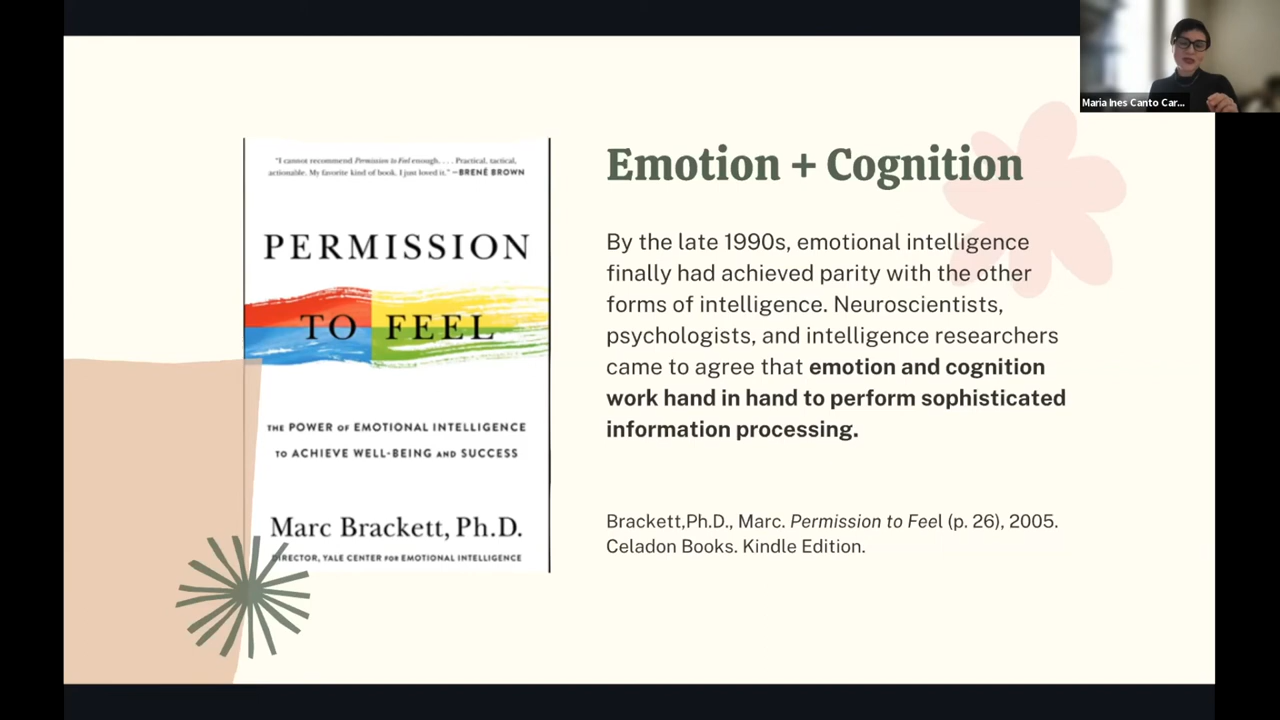 Maria Ines Canto Car...
"I cannot recommend Permission to Feel enough. . . . Practical, tactical,
actionable. My favorite kind of book. I just loved it." —BRENÉ BROWN
PERMISSION
TO FEEL
THE POWER OF EMOTIONAL INTELLIGENCE
TO ACHIEVE WELL-BEING AND SUCCESS
Marc Brackett, Ph.D.
DIRECTOR, YALE CENTER FOR EMOTIONAL INTELLIGENCE
Emotion + Cognition
By the late 1990s, emotional intelligence
finally had achieved parity with the other
forms of intelligence. Neuroscientists,
psychologists, and intelligence researchers
came to agree that emotion and cognition
work hand in hand to perform sophisticated
information processing.
Brackett,Ph.D., Marc. Permission to Feel (p. 26), 2005.
Celadon Books. Kindle Edition.